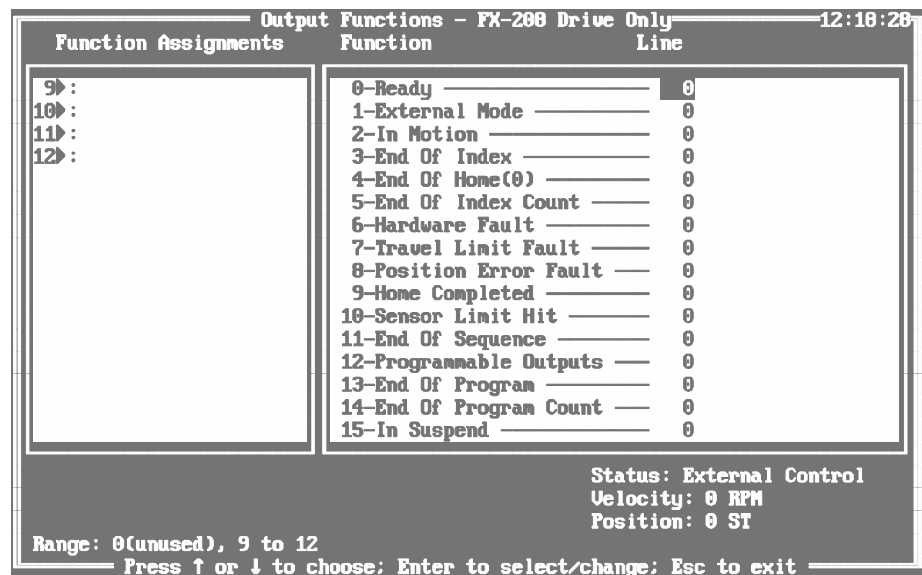 Output Functions - FX-208 Drive Only 12:18:28
Function Assignments Function Line
9▶: 0-Ready 0
10▶: 1-External Mode 0
11▶: 2-In Motion 0
12▶: 3-End Of Index 0
4-End Of Home(0) 0
5-End Of Index Count 0
6-Hardware Fault 0
7-Travel Limit Fault 0
8-Position Error Fault 0
9-Home Completed 0
10-Sensor Limit Hit 0
11-End Of Sequence 0
12-Programmable Outputs 0
13-End Of Program 0
14-End Of Program Count 0
15-In Suspend 0
Status: External Control
Velocity: 0 RPM
Position: 0 ST
Range: 0(unused), 9 to 12
Press ↑ or ↓ to choose; Enter to select/change; Esc to exit